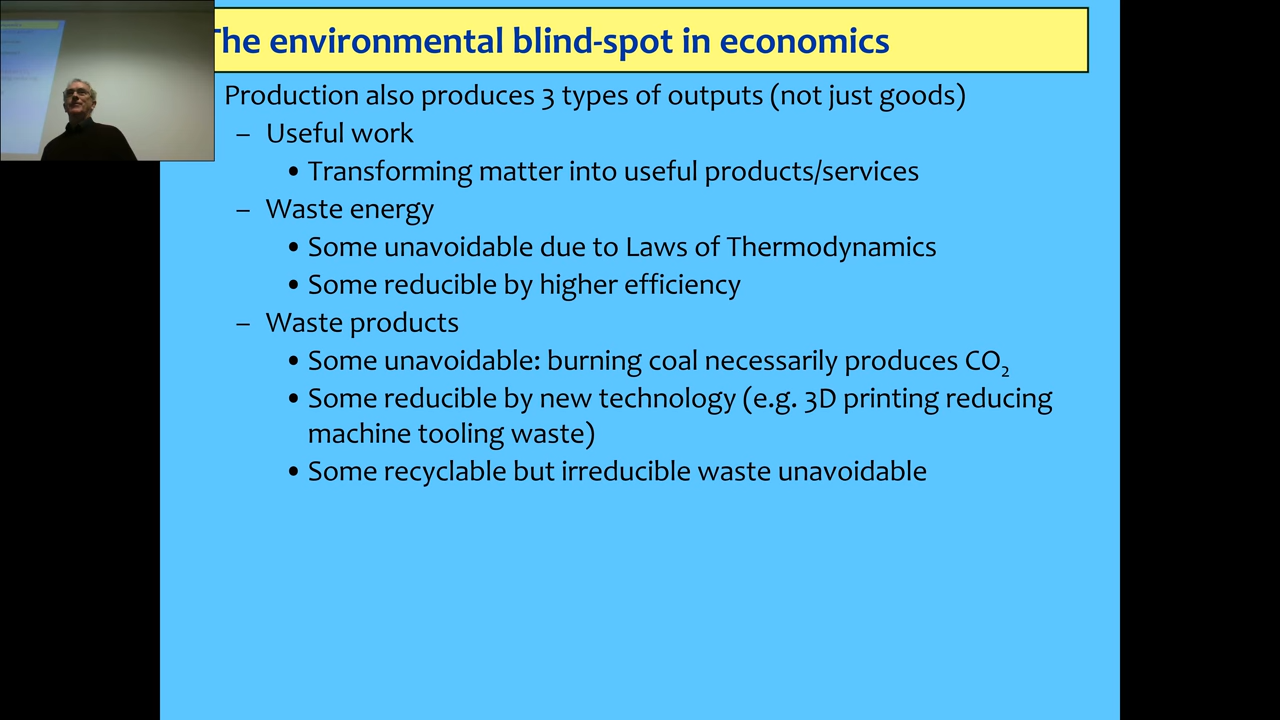 The environmental blind-spot in economics
Production also produces 3 types of outputs (not just goods)
– Useful work
• Transforming matter into useful products/services
– Waste energy
• Some unavoidable due to Laws of Thermodynamics
• Some reducible by higher efficiency
– Waste products
• Some unavoidable: burning coal necessarily produces CO₂
• Some reducible by new technology (e.g. 3D printing reducing
machine tooling waste)
• Some recyclable but irreducible waste unavoidable